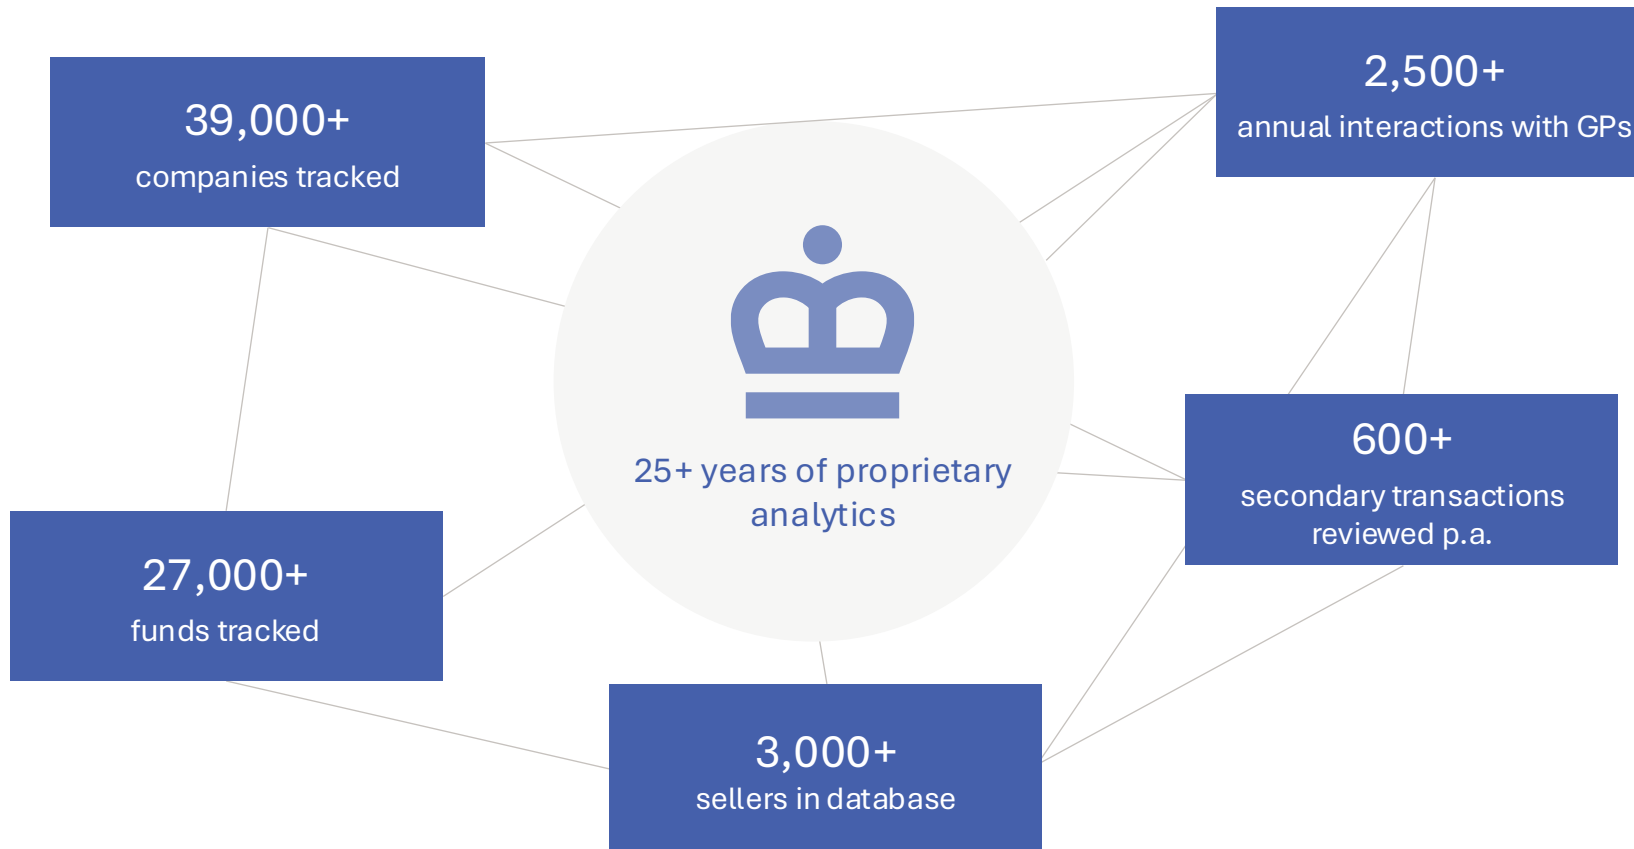 39,000+
companies tracked
2,500+
annual interactions with GPs
25+ years of proprietary
analytics
600+
secondary transactions
reviewed p.a.
27,000+
funds tracked
3,000+
sellers in database